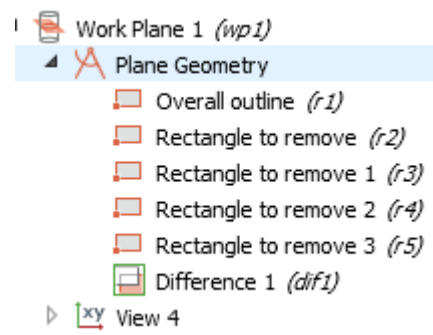 Work Plane 1 (wp1)
Plane Geometry
Overall outline (r1)
Rectangle to remove (r2)
Rectangle to remove 1 (r3)
Rectangle to remove 2 (r4)
Rectangle to remove 3 (r5)
Difference 1 (dif1)
xy View 4